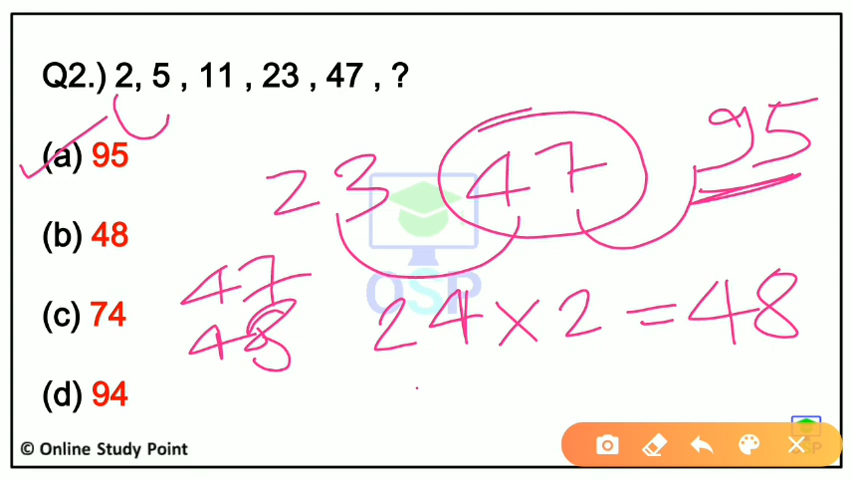 Q2.) 2, 5 , 11 , 23 , 47 , ?
(a) 95
23 47 95
(b) 48
47
48
24 × 2 = 48
(c) 74
(d) 94
OSP
© Online Study Point
SP